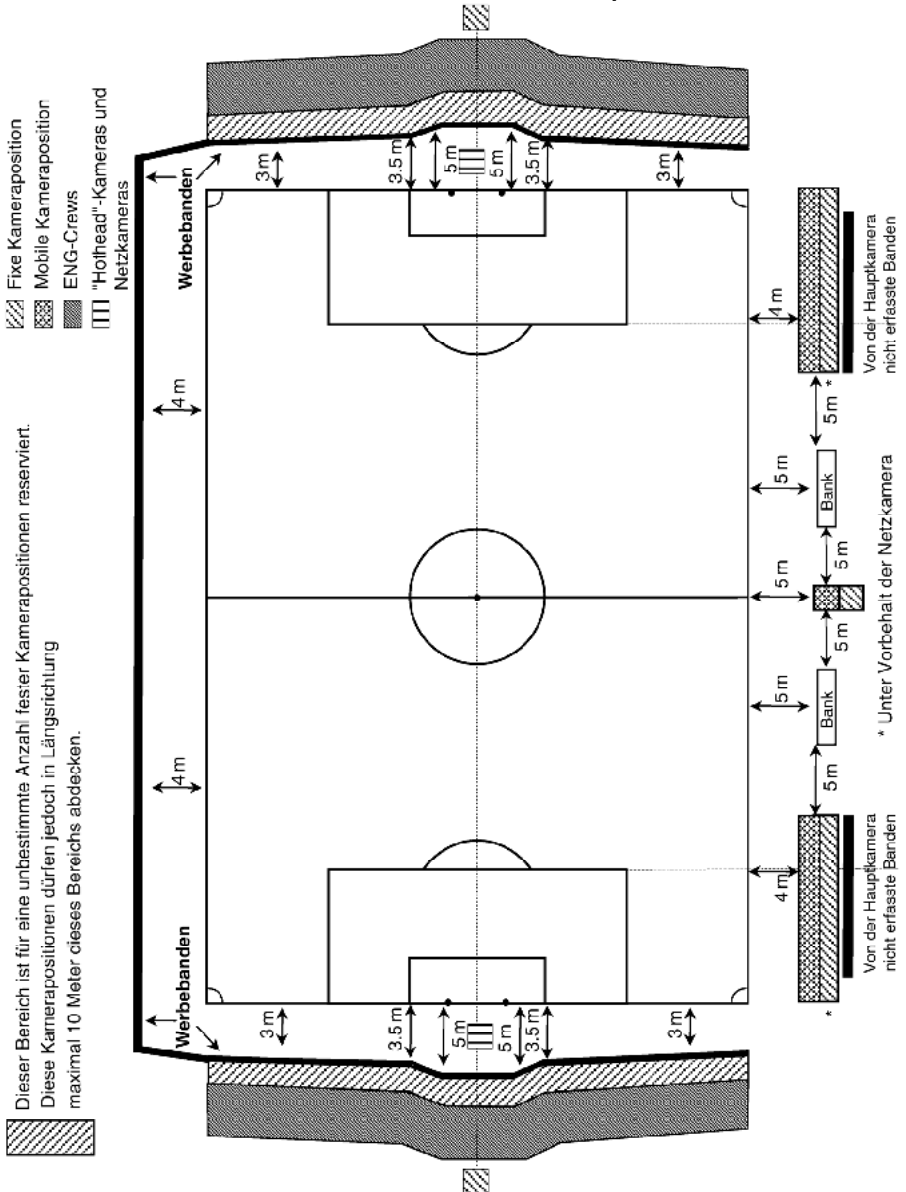 Dieser Bereich ist für eine unbestimmte Anzahl fester Kamerapositionen reserviert.
Diese Kamerapositionen dürfen jedoch in Längsrichtung
maximal 10 Meter dieses Bereichs abdecken.
Fixe Kameraposition
Mobile Kameraposition
ENG-Crews
"Hothead"-Kameras und
Netzkameras
Werbebanden
4 m
4 m
Werbebanden
3 m
3 m
3.5 m
3.5 m
5 m
5 m
5 m
5 m
3.5 m
3.5 m
3 m
3 m
4 m
5 m
5 m
5 m
4 m
*
5 m
Bank
5 m
5 m
Bank
5 m
*
Von der Hauptkamera
nicht erfasste Banden
* Unter Vorbehalt der Netzkamera
Von der Hauptkamera
nicht erfasste Banden